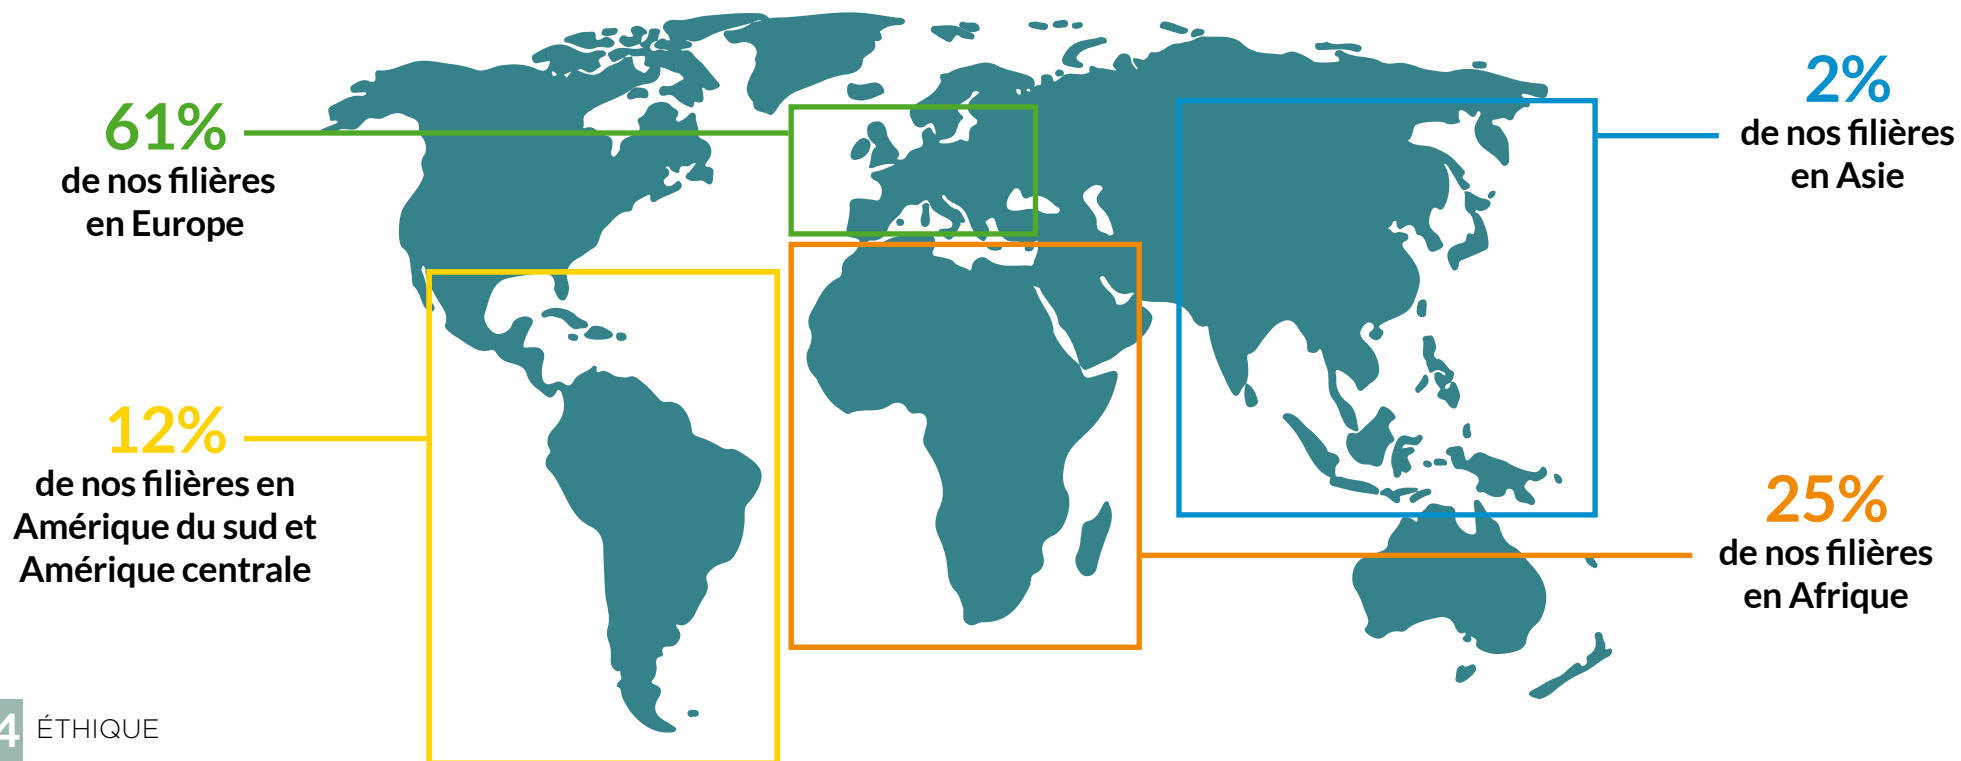 61%
de nos filières
en Europe
2%
de nos filières
en Asie
12%
de nos filières en
Amérique du sud et
Amérique centrale
25%
de nos filières
en Afrique
4 ÉTHIQUE